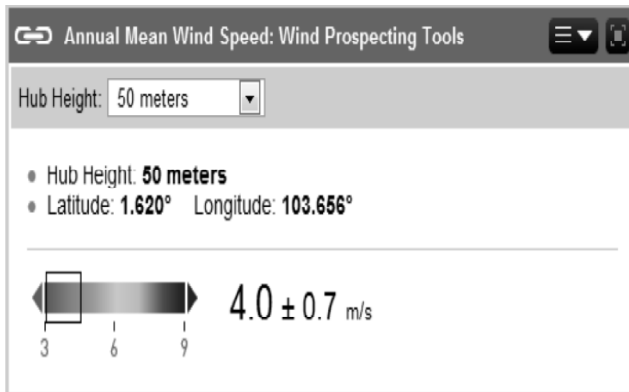 Annual Mean Wind Speed: Wind Prospecting Tools
Hub Height: 50 meters
Hub Height: 50 meters
Latitude: 1.620° Longitude: 103.656°
4.0 ± 0.7 m/s
3 6 9